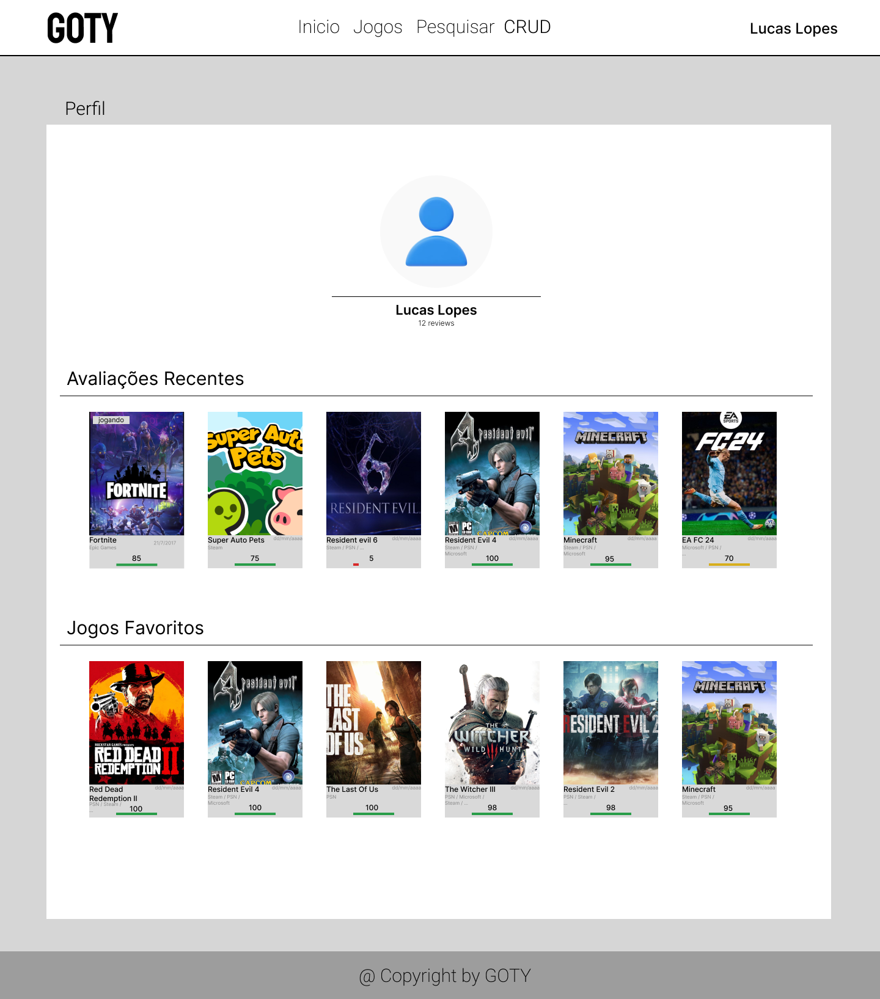 GOTY
Inicio Jogos Pesquisar CRUD
Lucas Lopes
Perfil
Lucas Lopes
12 reviews
Avaliações Recentes
jogando
FORTNITE
Fortnite
21/7/2017
Epic Games
85
Super Auto
Pets
Super Auto Pets
dd/mm/aaaa
Steam
75
RESIDENT EVIL
Resident evil 6
dd/mm/aaaa
Steam / PSN / ...
5
4 resident evil
M PC
CD-ROM
CAPCOM
Resident Evil 4
dd/mm/aaaa
Steam / PSN /
Microsoft
100
MINECRAFT
Minecraft
dd/mm/aaaa
Steam / PSN /
Microsoft
95
EA
SPORTS
FC24
EA FC 24
dd/mm/aaaa
Microsoft / PSN /
...
70
Jogos Favoritos
ROCKSTAR GAMES PRESENTS
RED DEAD
REDEMPTION II
Red Dead
Redemption II
dd/mm/aaaa
PSN / Steam /
...
100
4 resident evil
M PC
CD-ROM
CAPCOM
Resident Evil 4
dd/mm/aaaa
Steam / PSN /
Microsoft
100
THE
LAST
OF US
The Last Of Us
dd/mm/aaaa
PSN
100
THE
WITCHER
WILD HUNT
The Witcher III
dd/mm/aaaa
PSN / Microsoft /
Steam / ...
98
RESIDENT EVIL 2
Resident Evil 2
dd/mm/aaaa
PSN / Steam /
...
98
MINECRAFT
Minecraft
dd/mm/aaaa
Steam / PSN /
Microsoft
95
@ Copyright by GOTY